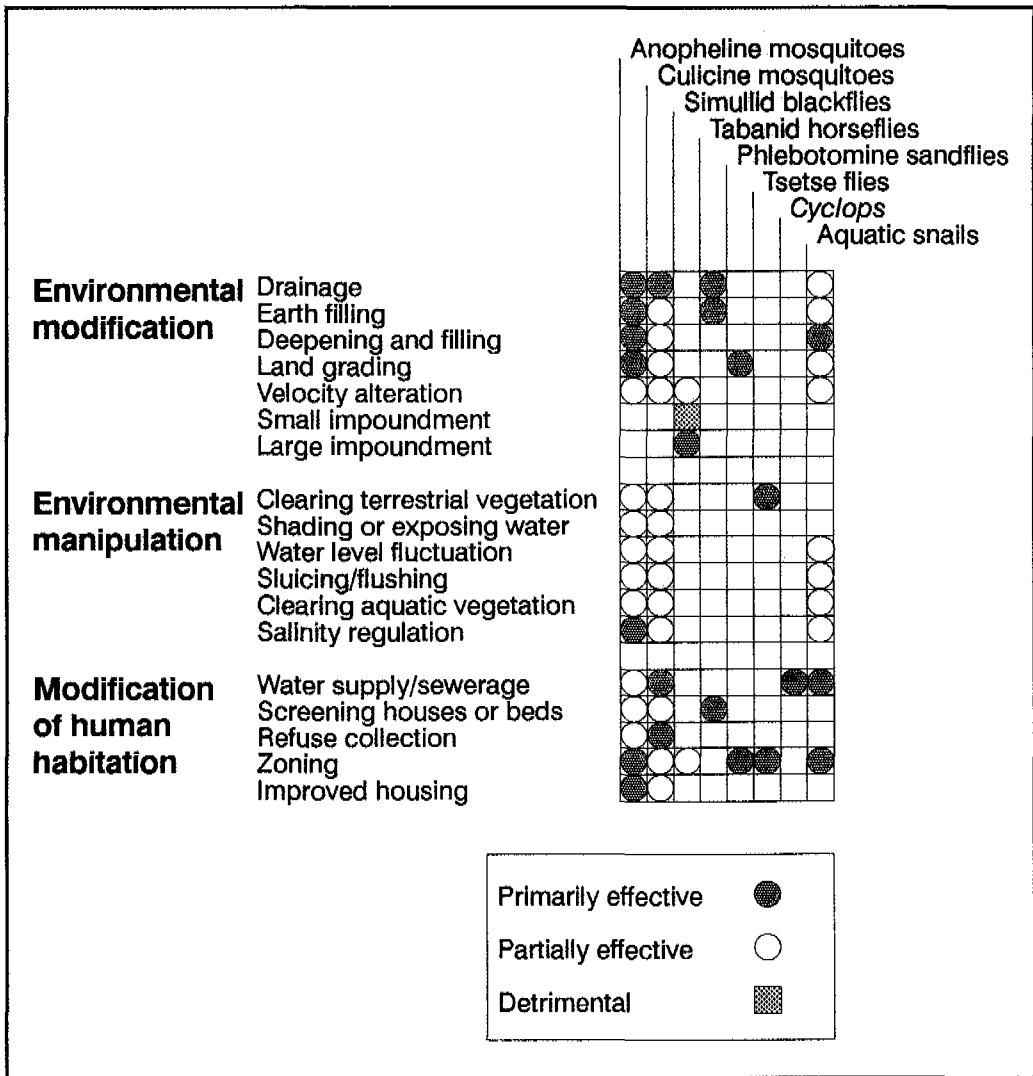 Anopheline mosquitoes
Culicine mosquitoes
Simullid blackflies
Tabanid horseflies
Phlebotomine sandflies
Tsetse flies
Cyclops
Aquatic snails
Environmental modification
Drainage
Earth filling
Deepening and filling
Land grading
Velocity alteration
Small impoundment
Large impoundment
Environmental manipulation
Clearing terrestrial vegetation
Shading or exposing water
Water level fluctuation
Sluicing/flushing
Clearing aquatic vegetation
Salinity regulation
Modification of human habitation
Water supply/sewerage
Screening houses or beds
Refuse collection
Zoning
Improved housing
Primarily effective
Partially effective
Detrimental